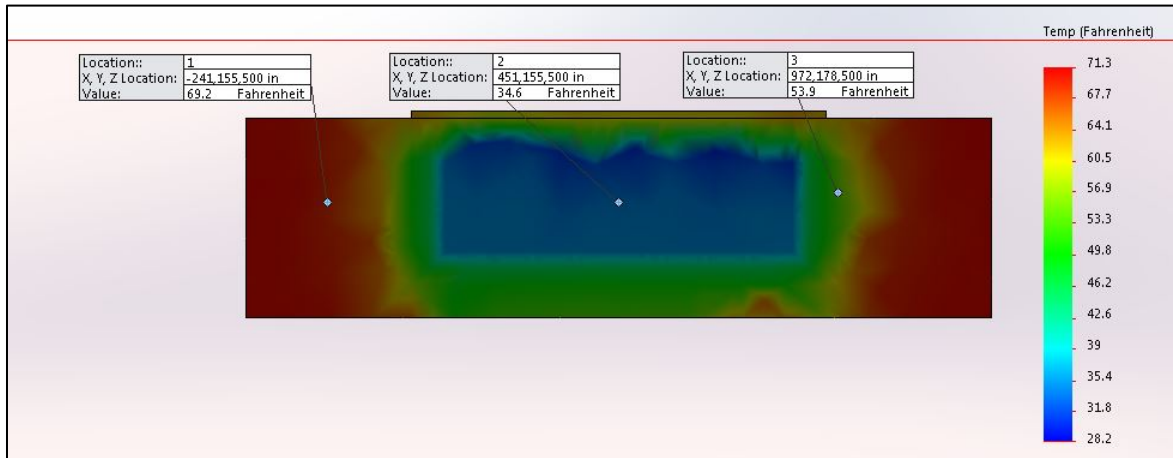 Temp (Fahrenheit)
Location:: 1
X, Y, Z Location: -241,155,500 in
Value: 69.2 Fahrenheit
Location:: 2
X, Y, Z Location: 451,155,500 in
Value: 34.6 Fahrenheit
Location:: 3
X, Y, Z Location: 972,178,500 in
Value: 53.9 Fahrenheit
71.3
67.7
64.1
60.5
56.9
53.3
49.8
46.2
42.6
39
35.4
31.8
28.2